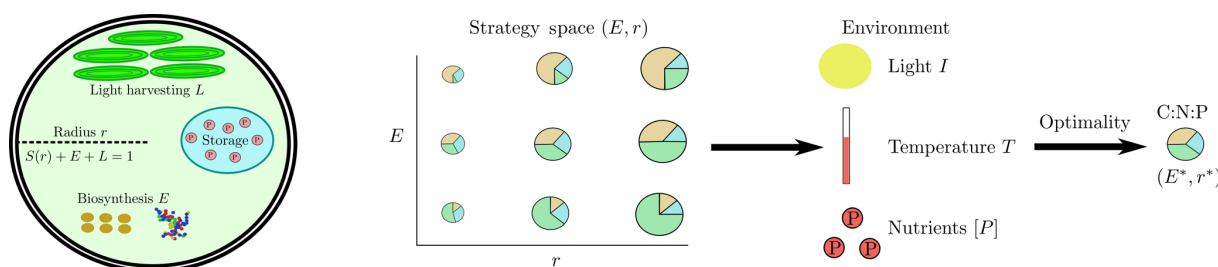 Light harvesting L
Radius r
S(r) + E + L = 1
P P P P P P P
Storage
Biosynthesis E
Strategy space (E, r)
E
r
Environment
Light I
Temperature T
Nutrients [P]
P
P P
Optimality
C:N:P
(E*, r*)